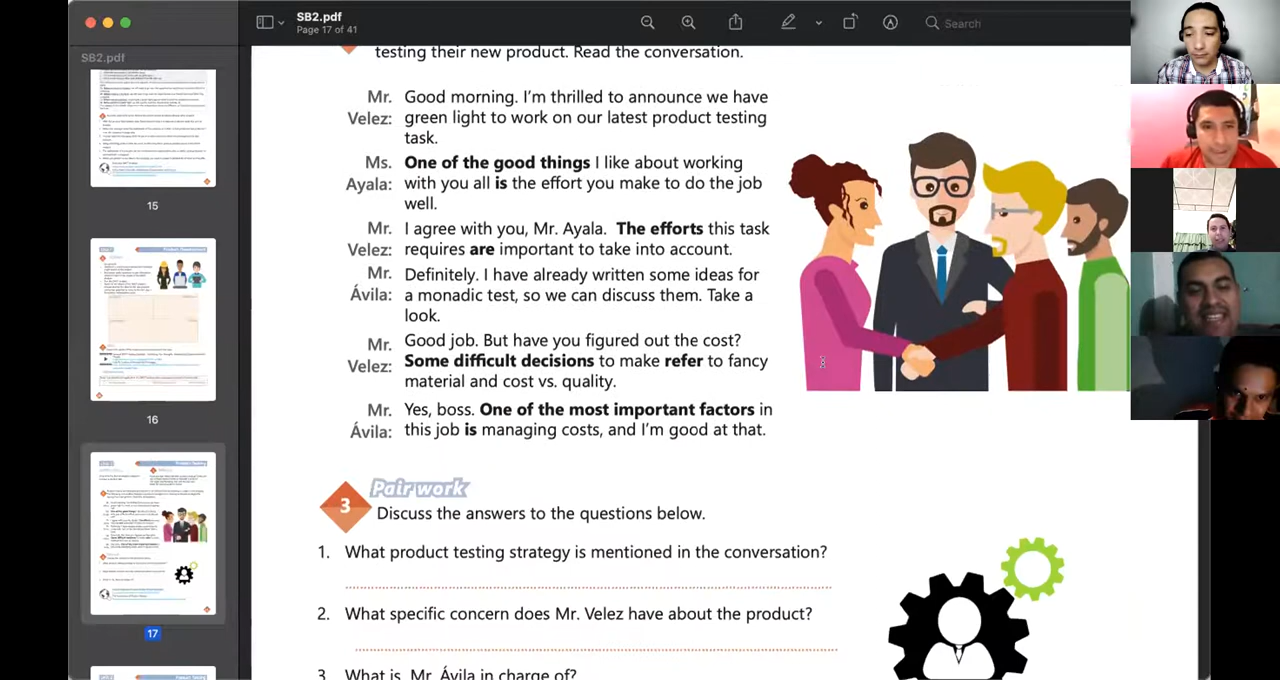 SB2.pdf
Page 17 of 41
Search
SB2.pdf
15
16
17
testing their new product. Read the conversation.
Mr. Velez: Good morning. I'm thrilled to announce we have
green light to work on our latest product testing
task.
Ms. Ayala: One of the good things I like about working
with you all is the effort you make to do the job
well.
Mr. Velez: I agree with you, Mr. Ayala. The efforts this task
requires are important to take into account.
Mr. Ávila: Definitely. I have already written some ideas for
a monadic test, so we can discuss them. Take a
look.
Mr. Velez: Good job. But have you figured out the cost?
The difficult decisions to make refer to fancy
material and cost vs. quality.
Mr. Ávila: Yes, boss. One of the most important factors in
this job is managing costs, and I'm good at that.
3
Pair work
Discuss the answers to the questions below.
1. What product testing strategy is mentioned in the conversation?
2. What specific concern does Mr. Velez have about the product?
3. What is Mr. Ávila in charge of?